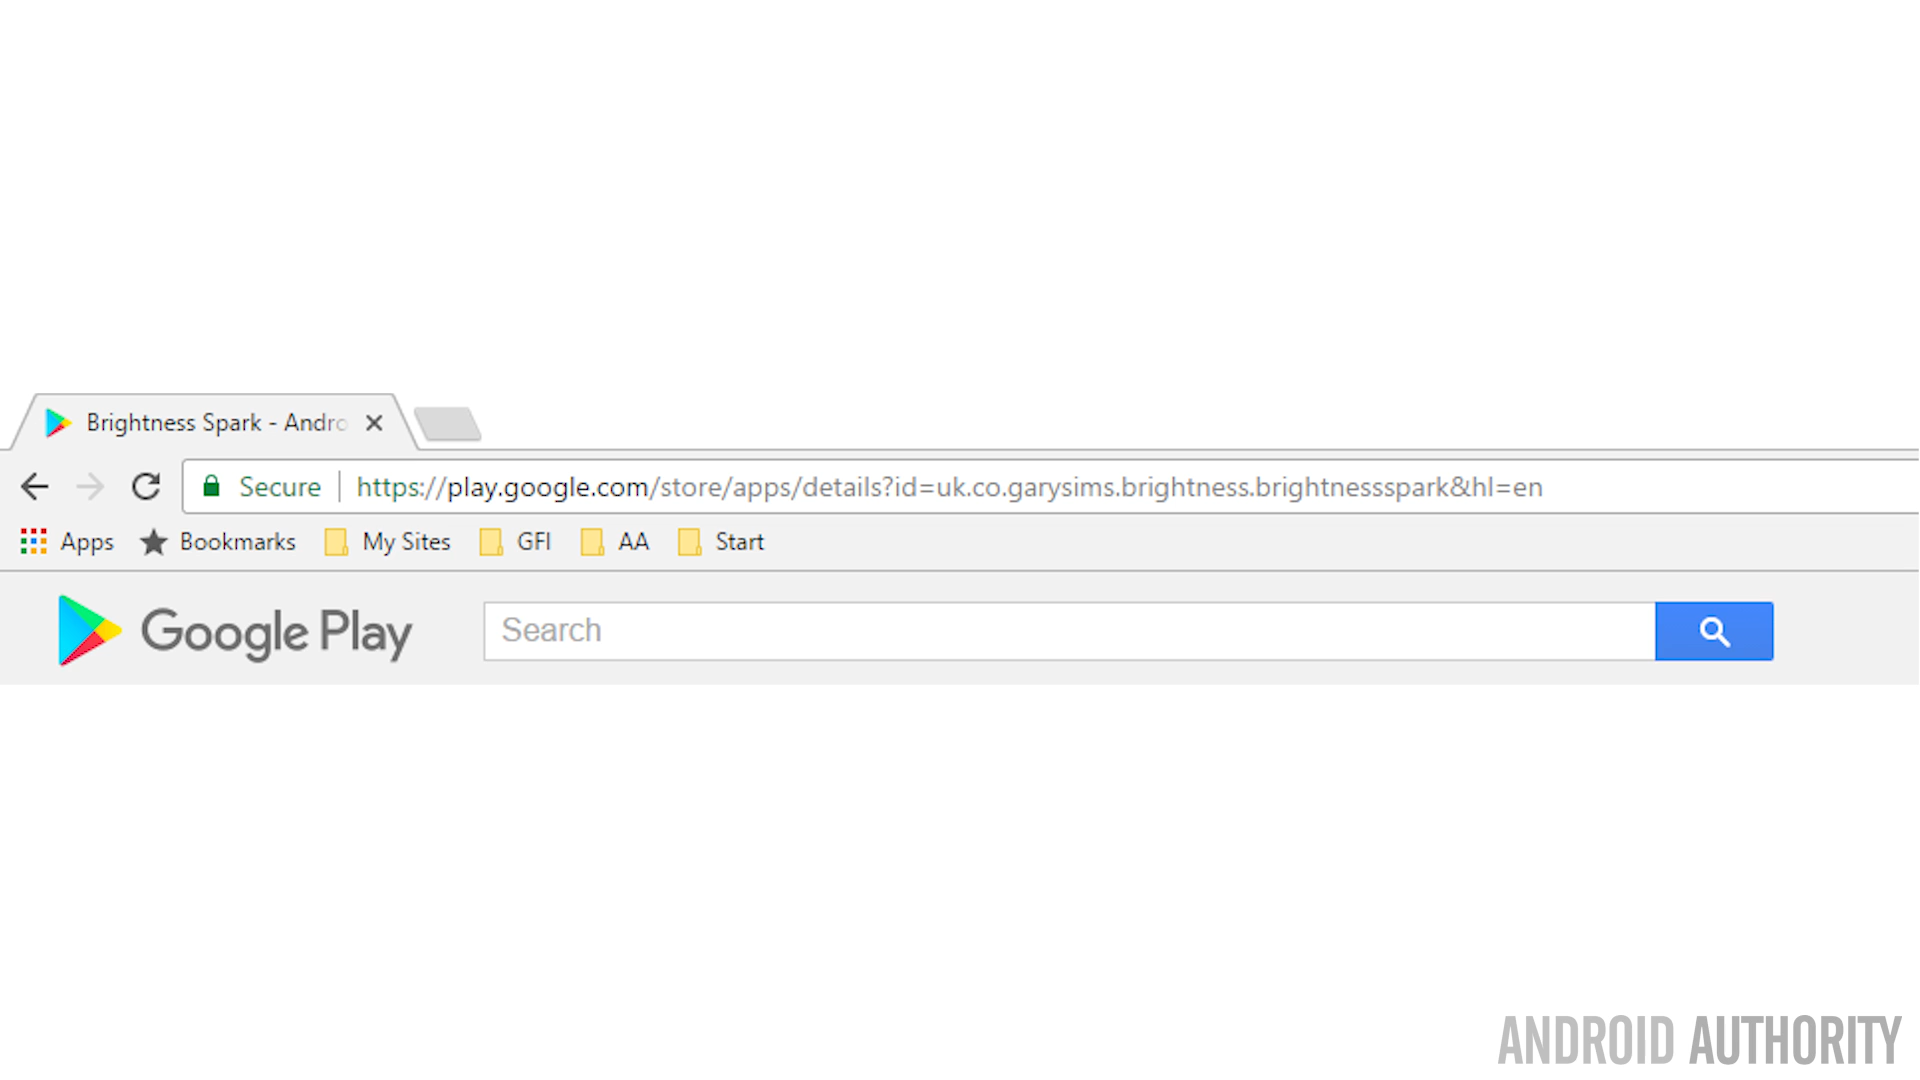 Brightness Spark - Andro
Secure https://play.google.com/store/apps/details?id=uk.co.garysims.brightness.brightnessspark&hl=en
Apps Bookmarks My Sites GFI AA Start
Google Play Search
ANDROID AUTHORITY